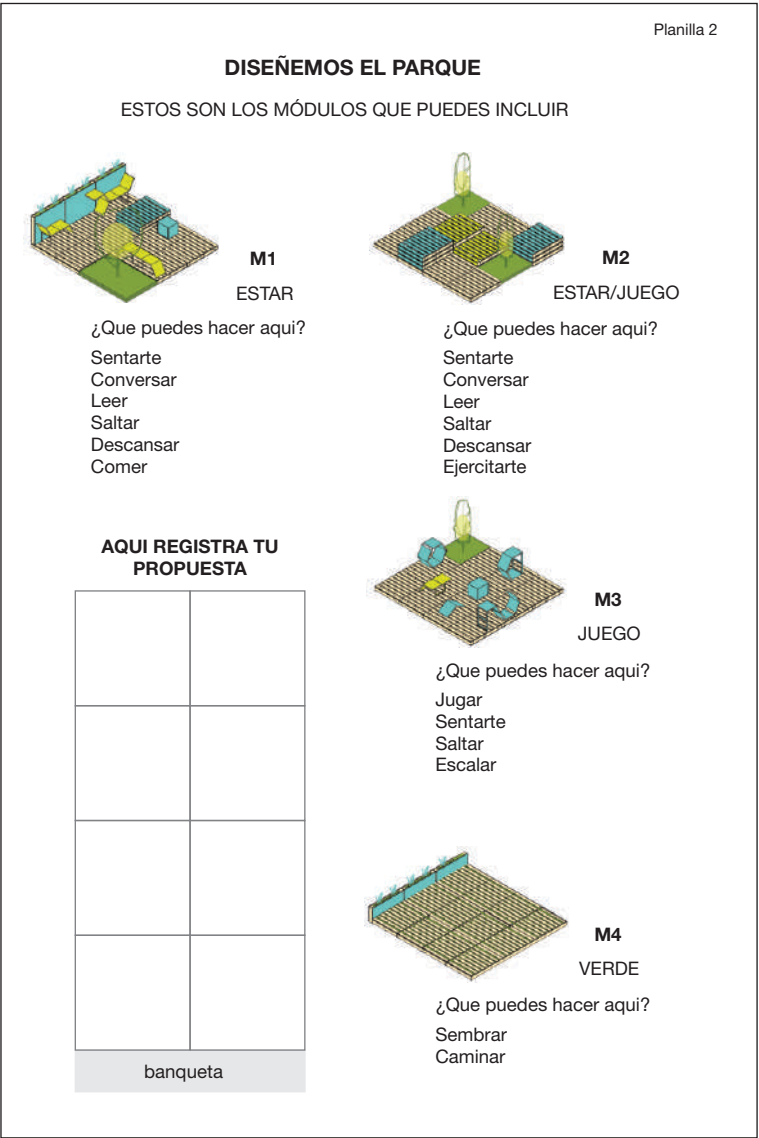 Planilla 2
DISEÑEMOS EL PARQUE
ESTOS SON LOS MÓDULOS QUE PUEDES INCLUIR
M1
ESTAR
¿Que puedes hacer aqui?
Sentarte
Conversar
Leer
Saltar
Descansar
Comer
M2
ESTAR/JUEGO
¿Que puedes hacer aqui?
Sentarte
Conversar
Leer
Saltar
Descansar
Ejercitarte
AQUI REGISTRA TU
PROPUESTA
banqueta
M3
JUEGO
¿Que puedes hacer aqui?
Jugar
Sentarte
Saltar
Escalar
M4
VERDE
¿Que puedes hacer aqui?
Sembrar
Caminar